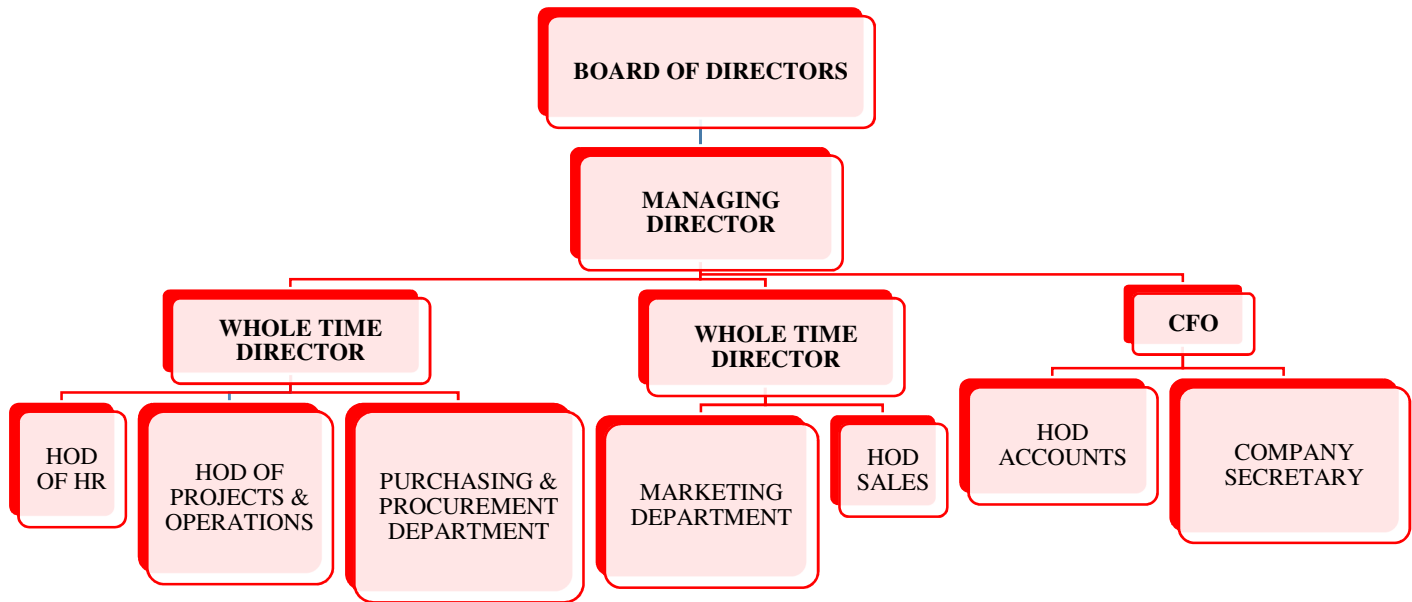 BOARD OF DIRECTORS
MANAGING
DIRECTOR
WHOLE TIME
DIRECTOR
WHOLE TIME
DIRECTOR
CFO
HOD
OF HR
HOD OF
PROJECTS &
OPERATIONS
PURCHASING &
PROCUREMENT
DEPARTMENT
MARKETING
DEPARTMENT
HOD
SALES
HOD
ACCOUNTS
COMPANY
SECRETARY